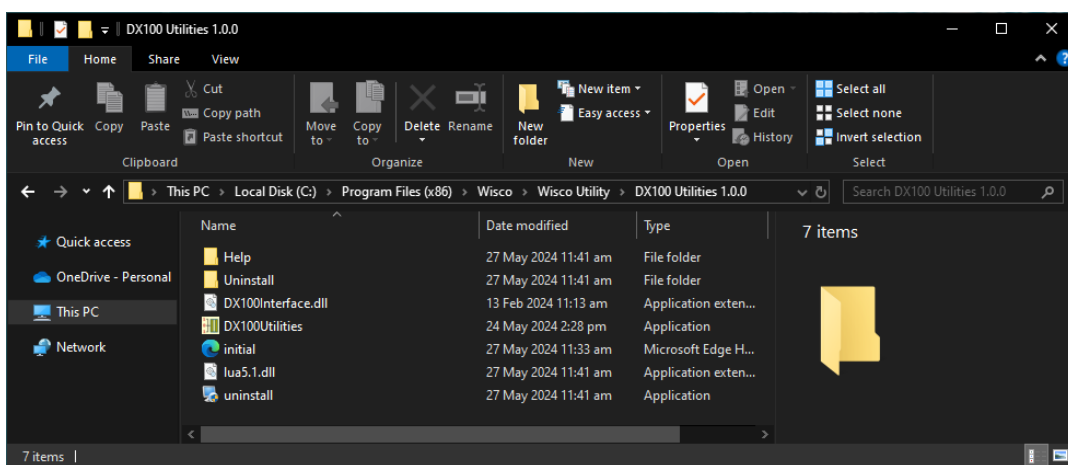 DX100 Utilities 1.0.0
File Home Share View
Pin to Quick access
Copy
Paste
Cut
Copy path
Paste shortcut
Clipboard
Move to
Copy to
Delete
Rename
Organize
New folder
New item
Easy access
New
Properties
Open
Edit
History
Open
Select all
Select none
Invert selection
Select
This PC > Local Disk (C:) > Program Files (x86) > Wisco > Wisco Utility > DX100 Utilities 1.0.0
Search DX100 Utilities 1.0.0
Quick access
OneDrive - Personal
This PC
Network
Name Date modified Type
Help 27 May 2024 11:41 am File folder
Uninstall 27 May 2024 11:41 am File folder
DX100Interface.dll 13 Feb 2024 11:13 am Application exten...
DX100Utilities 24 May 2024 2:28 pm Application
initial 27 May 2024 11:33 am Microsoft Edge H...
lua5.1.dll 27 May 2024 11:41 am Application exten...
uninstall 27 May 2024 11:41 am Application
7 items
7 items